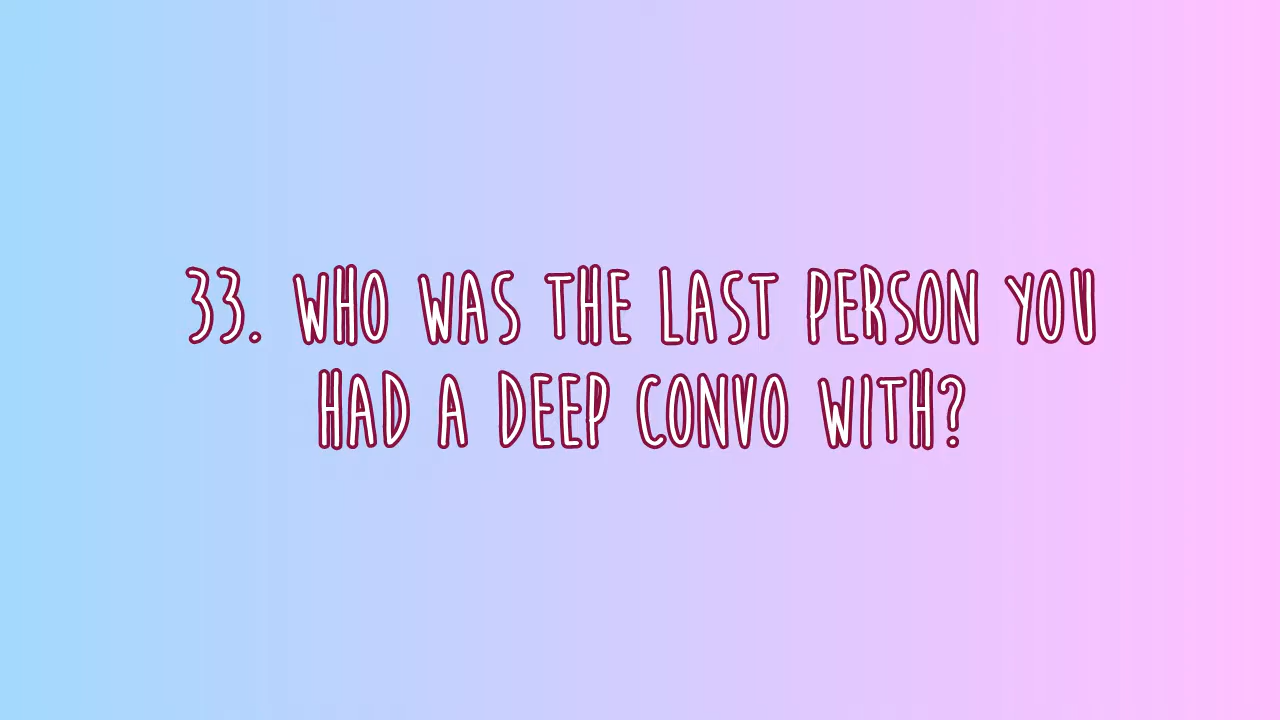 33. WHO WAS THE LAST PERSON YOU
HAD A DEEP CONVO WITH?